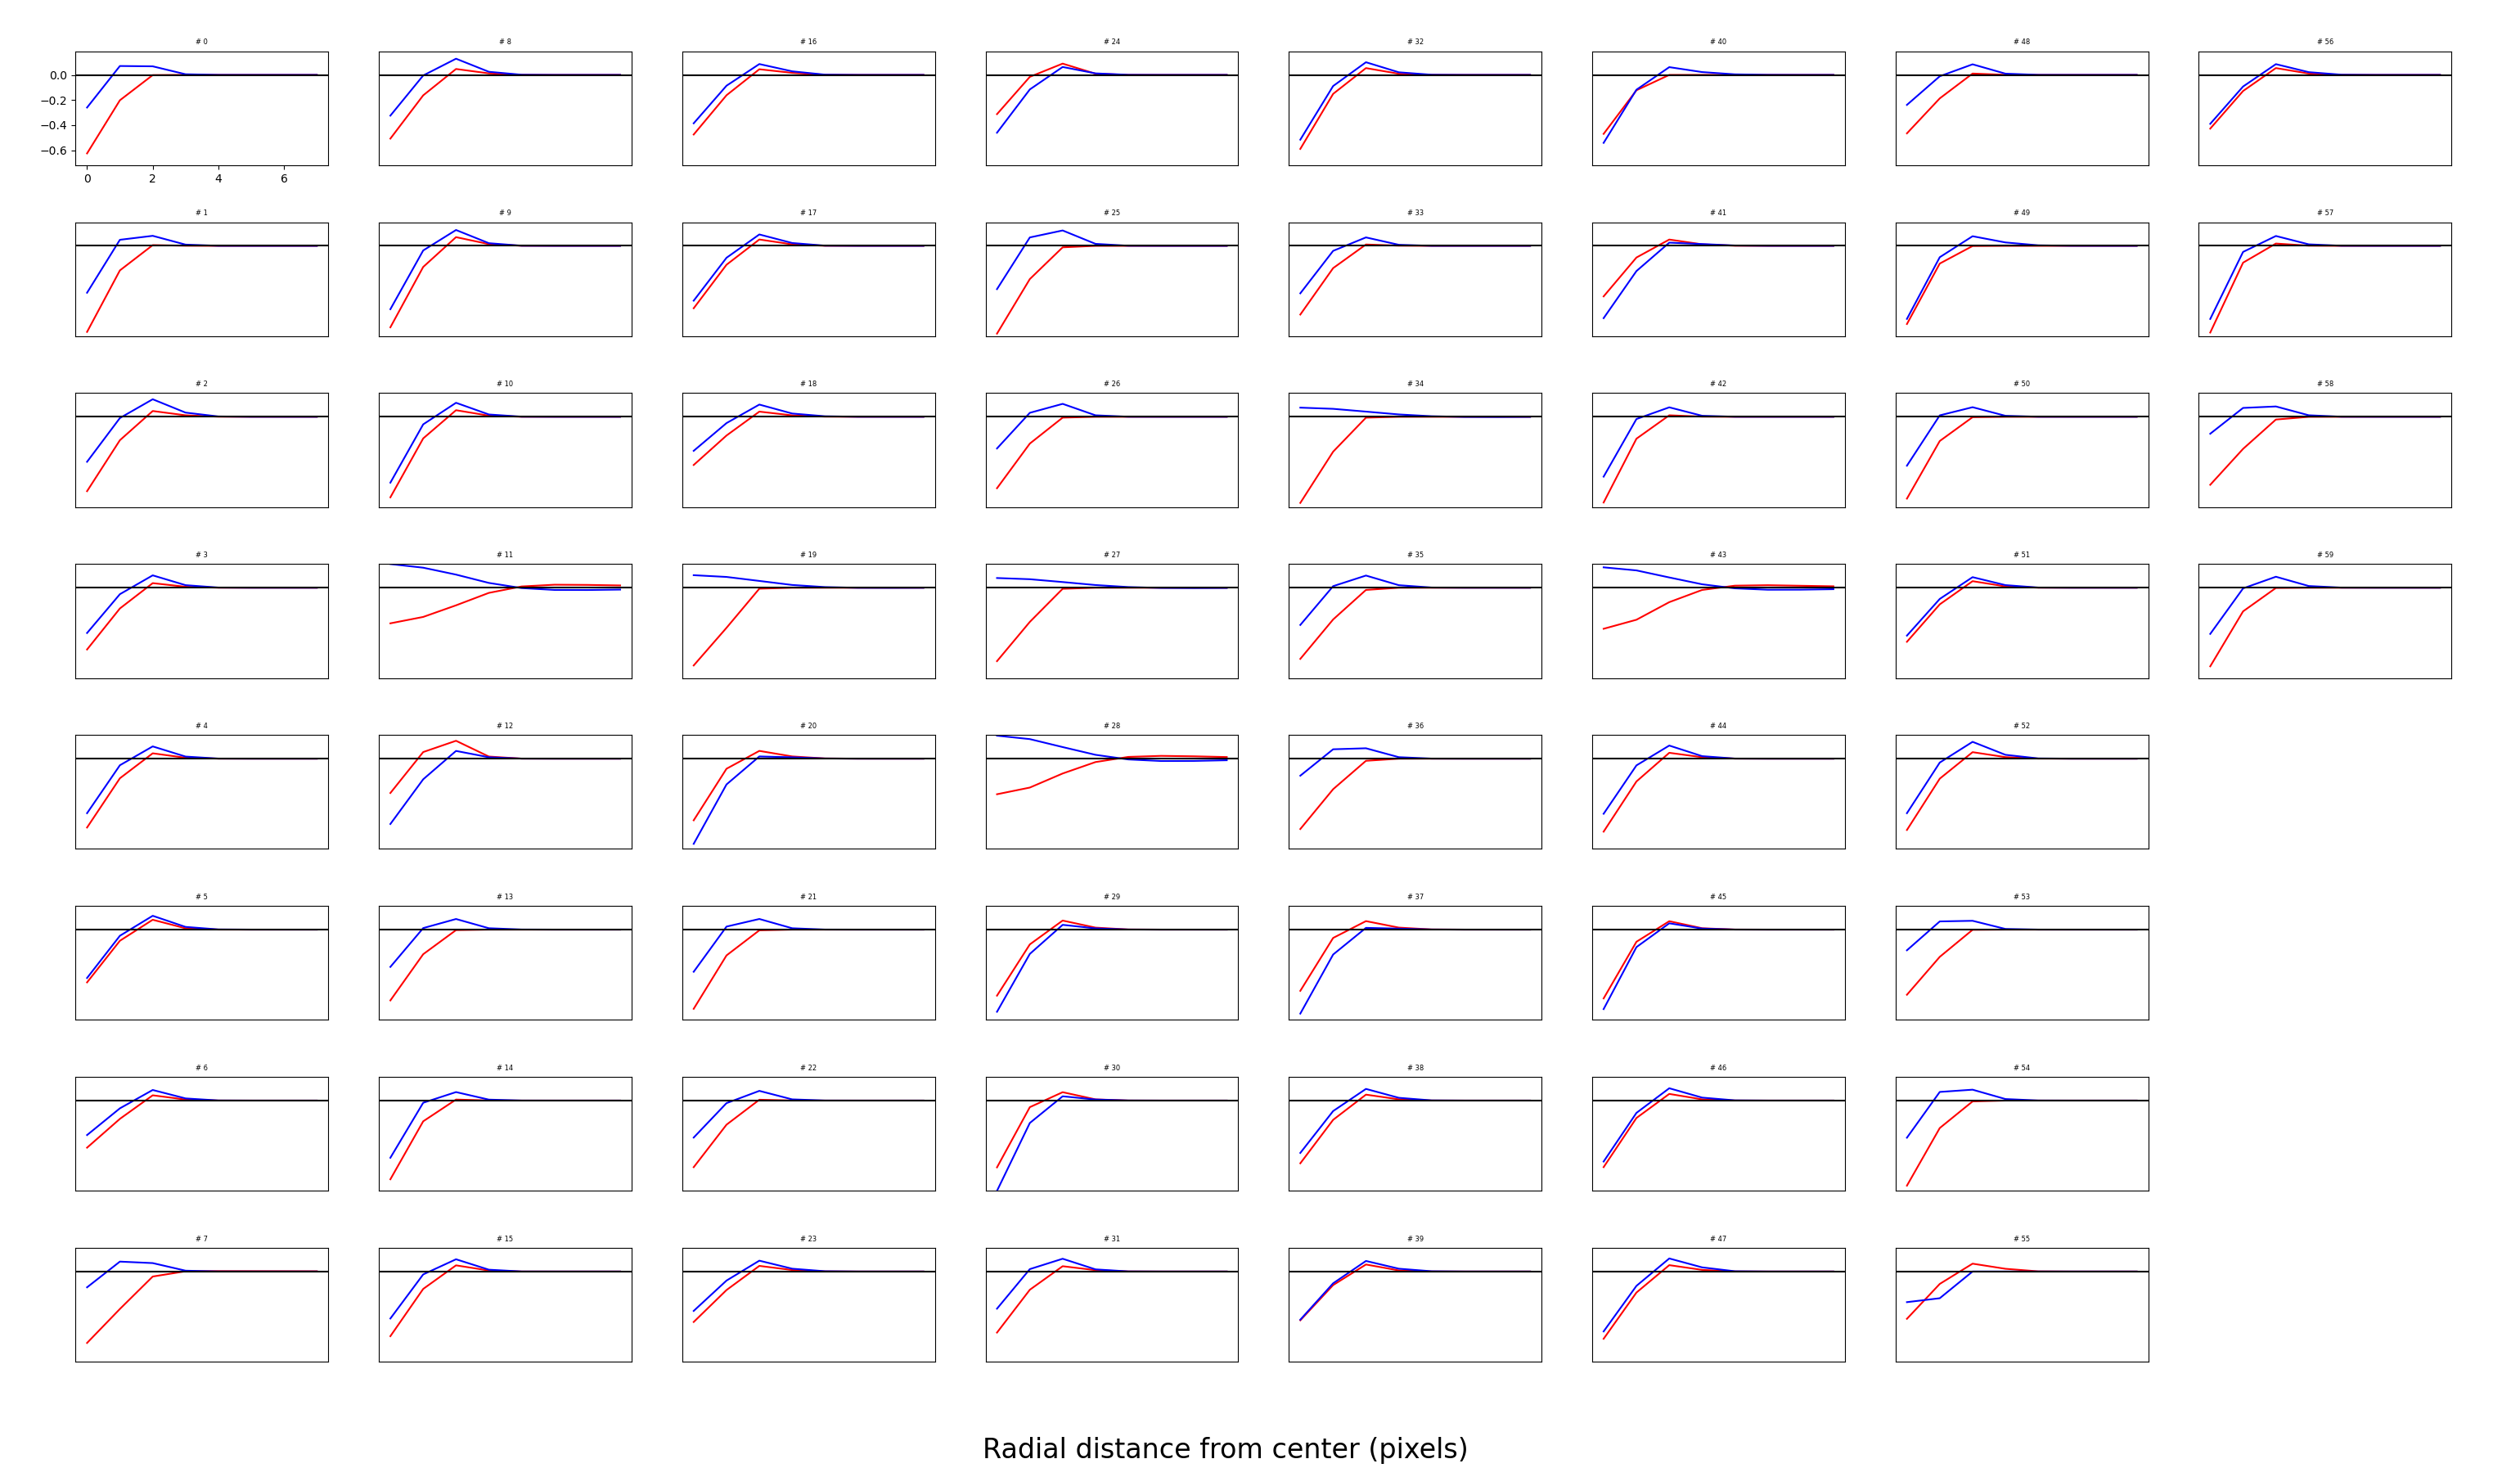 # 0 # 8 # 16 # 24 # 32 # 40 # 48 # 56
0.0
−0.2
−0.4
−0.6
0 2 4 6
# 1 # 9 # 17 # 25 # 33 # 41 # 49 # 57
# 2 # 10 # 18 # 26 # 34 # 42 # 50 # 58
# 3 # 11 # 19 # 27 # 35 # 43 # 51 # 59
# 4 # 12 # 20 # 28 # 36 # 44 # 52
# 5 # 13 # 21 # 29 # 37 # 45 # 53
# 6 # 14 # 22 # 30 # 38 # 46 # 54
# 7 # 15 # 23 # 31 # 39 # 47 # 55
Radial distance from center (pixels)